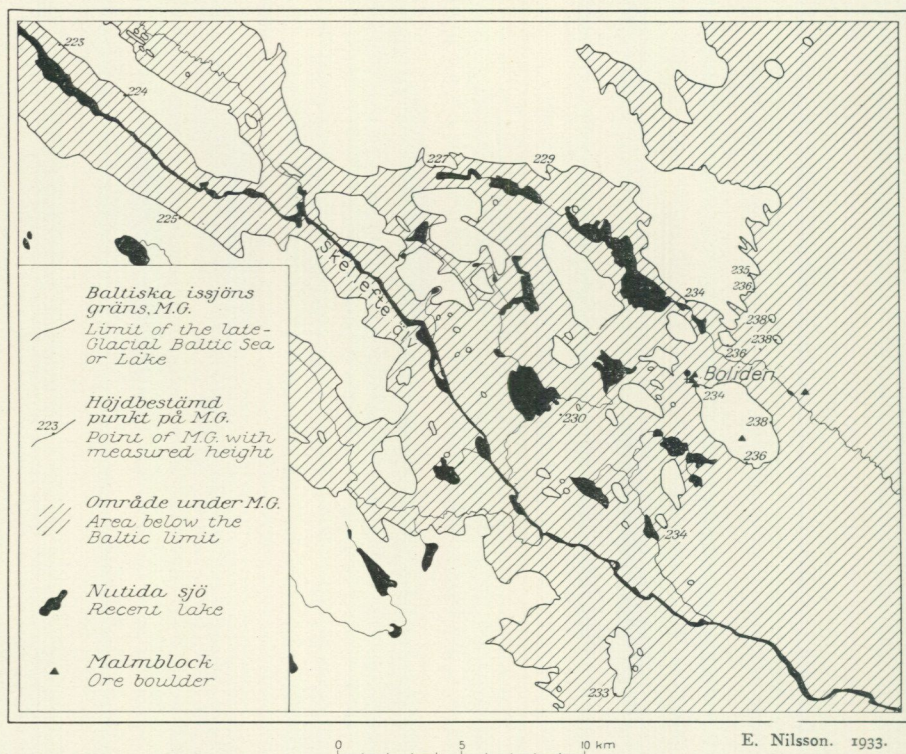 223
224
225
227
229
Skellefte älv
234
235
236
238
238
236
Boliden
234
230
238
236
234
233
Baltiska issjöns
gräns, M.G.
Limit of the late-
Glacial Baltic Sea
or Lake
Höjdbestämd
punkt på M.G.
223
Point of M.G. with
measured height
Område under M.G.
Area below the
Baltic limit
Nutida sjö
Recent lake
Malmblock
Ore boulder
0 5 10 km
E. Nilsson. 1933.